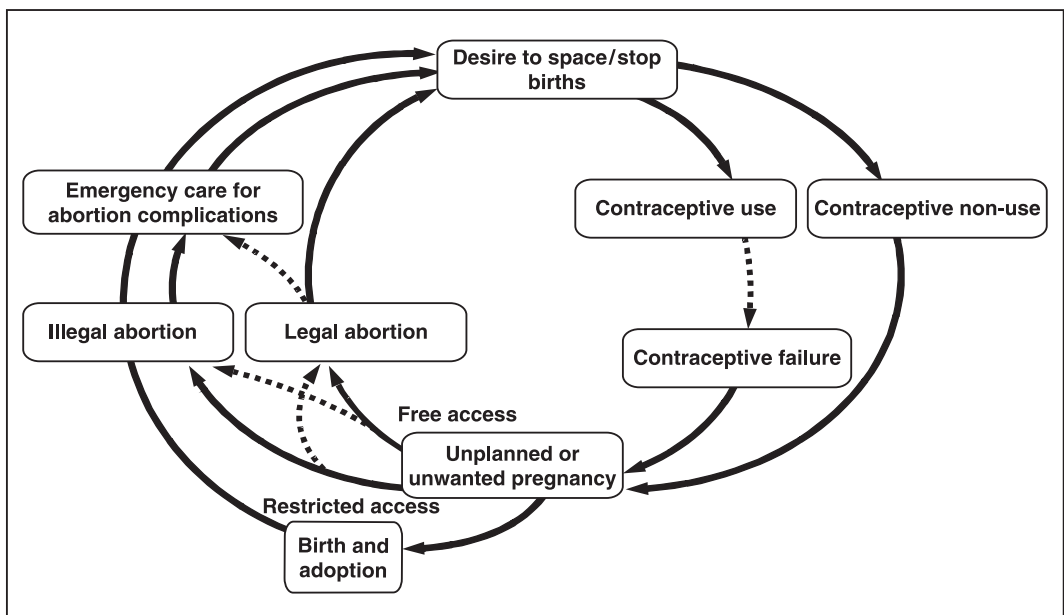 Desire to space/stop
births
Emergency care for
abortion complications
Contraceptive use
Contraceptive non-use
Illegal abortion
Legal abortion
Contraceptive failure
Free access
Unplanned or
unwanted pregnancy
Restricted access
Birth and
adoption